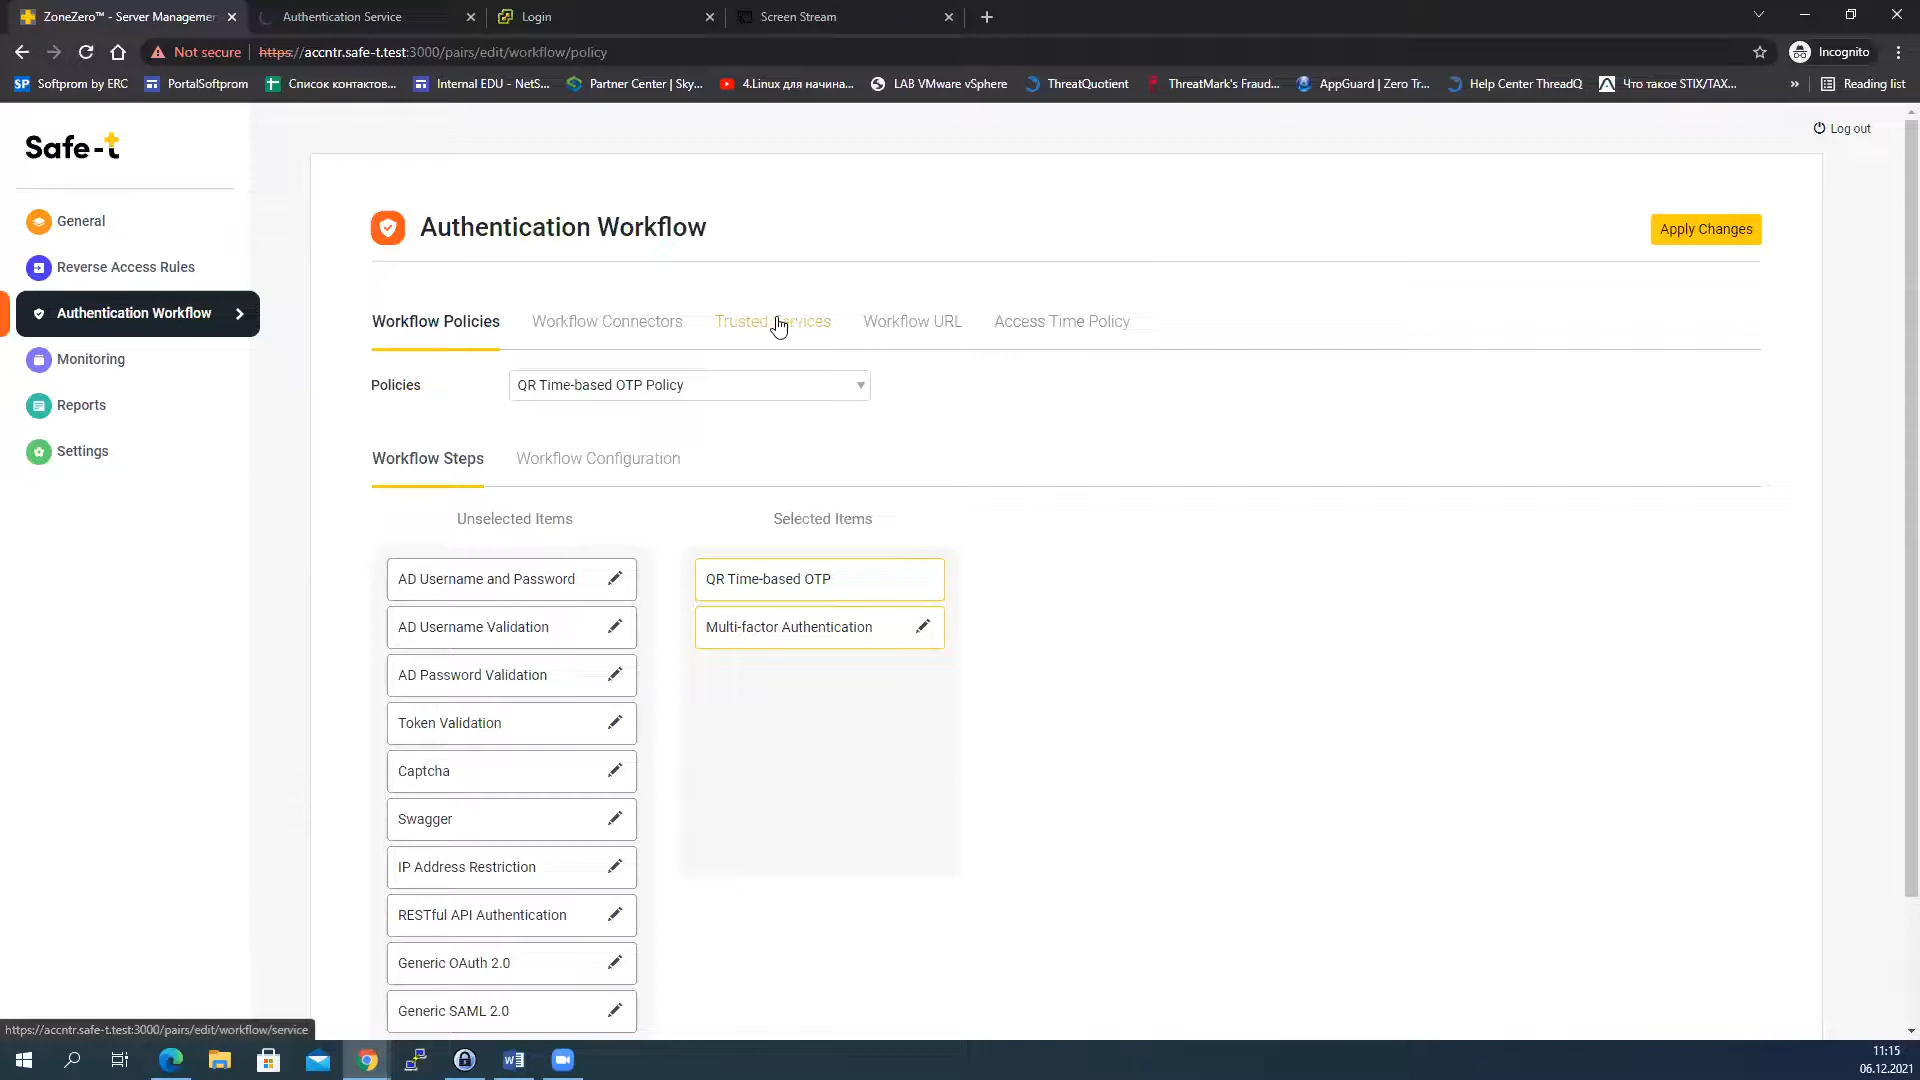 ZoneZero™ - Server Managemer
Authentication Service
Login
Screen Stream
Not secure
https://accntr.safe-t.test:3000/pairs/edit/workflow/policy
Incognito
SP Softprom by ERC
PortalSoftprom
Список контактов...
Internal EDU - NetS...
Partner Center | Sky...
4.Linux для начина...
LAB VMware vSphere
ThreatQuotient
ThreatMark's Fraud...
AppGuard | Zero Tr...
Help Center ThreadQ
Что такое STIX/TAX...
»
Reading list
Safe-t
Log out
General
Reverse Access Rules
Authentication Workflow
Monitoring
Reports
Settings
Authentication Workflow
Apply Changes
Workflow Policies
Workflow Connectors
Trusted Services
Workflow URL
Access Time Policy
Policies
QR Time-based OTP Policy
Workflow Steps
Workflow Configuration
Unselected Items
Selected Items
AD Username and Password
QR Time-based OTP
AD Username Validation
Multi-factor Authentication
AD Password Validation
Token Validation
Captcha
Swagger
IP Address Restriction
RESTful API Authentication
Generic OAuth 2.0
Generic SAML 2.0
https://accntr.safe-t.test:3000/pairs/edit/workflow/service
11:15
06.12.2021